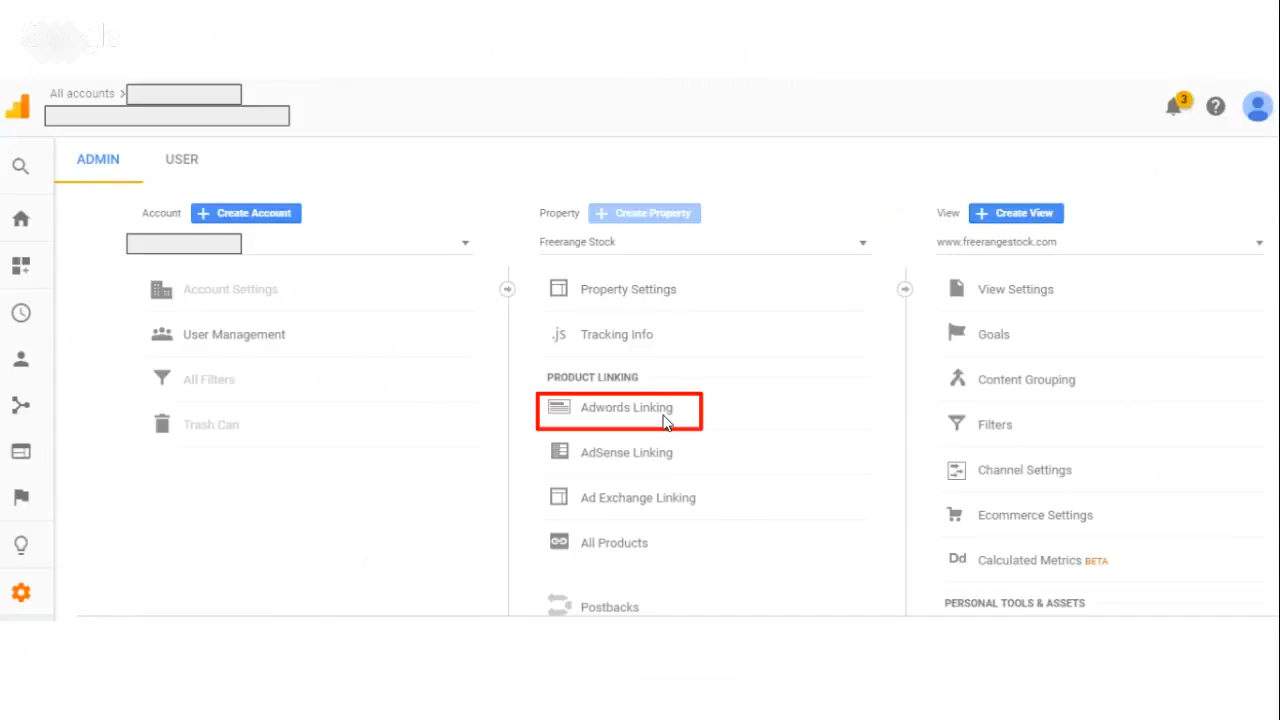 All accounts >
3
ADMIN
USER
Account
+ Create Account
Property
+ Create Property
View
+ Create View
Freerange Stock
www.freerangestock.com
Account Settings
User Management
All Filters
Trash Can
Property Settings
.js Tracking Info
PRODUCT LINKING
Adwords Linking
AdSense Linking
Ad Exchange Linking
All Products
Postbacks
View Settings
Goals
Content Grouping
Filters
Channel Settings
Ecommerce Settings
Dd Calculated Metrics BETA
PERSONAL TOOLS & ASSETS